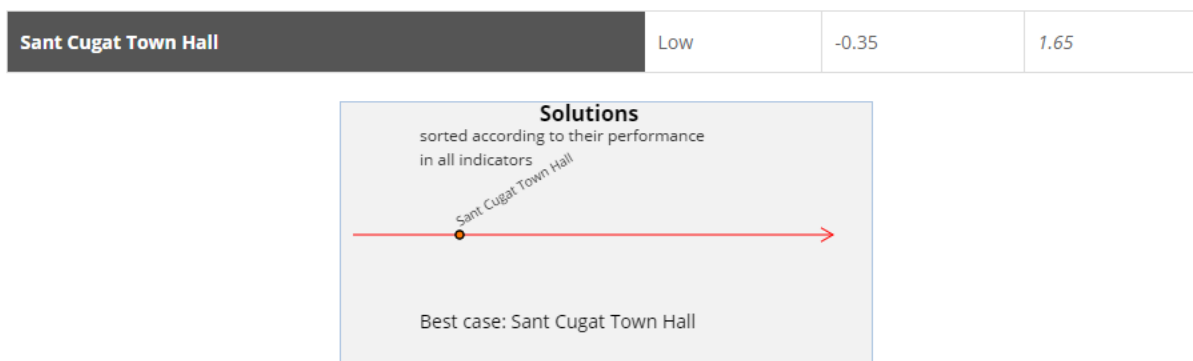 Sant Cugat Town Hall Low -0.35 1.65
Solutions
sorted according to their performance
in all indicators
Sant Cugat Town Hall
Best case: Sant Cugat Town Hall